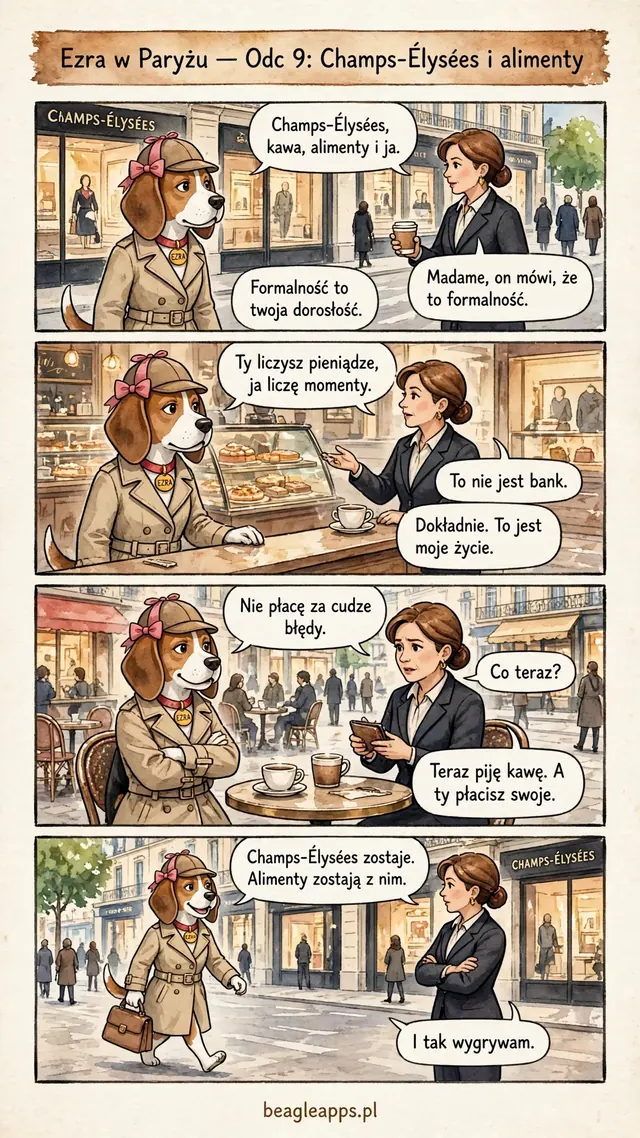 Ezra w Paryżu — Odc 9: Champs-Élysées i alimenty
CHAMPS-ÉLYSÉES
Champs-Élysées,
kawa, alimenty i ja.
EZRA
Madame, on mówi, że
to formalność.
Formalność to
twoja dorosłość.
Ty liczysz pieniądze,
ja liczę momenty.
EZRA
To nie jest bank.
Dokładnie. To jest
moje życie.
Nie płacę za cudze
błędy.
EZRA
Co teraz?
Teraz piję kawę. A
ty płacisz swoje.
Champs-Élysées zostaje.
Alimenty zostają z nim.
CHAMPS-ÉLYSÉES
EZRA
I tak wygrywam.
beagleapps.pl